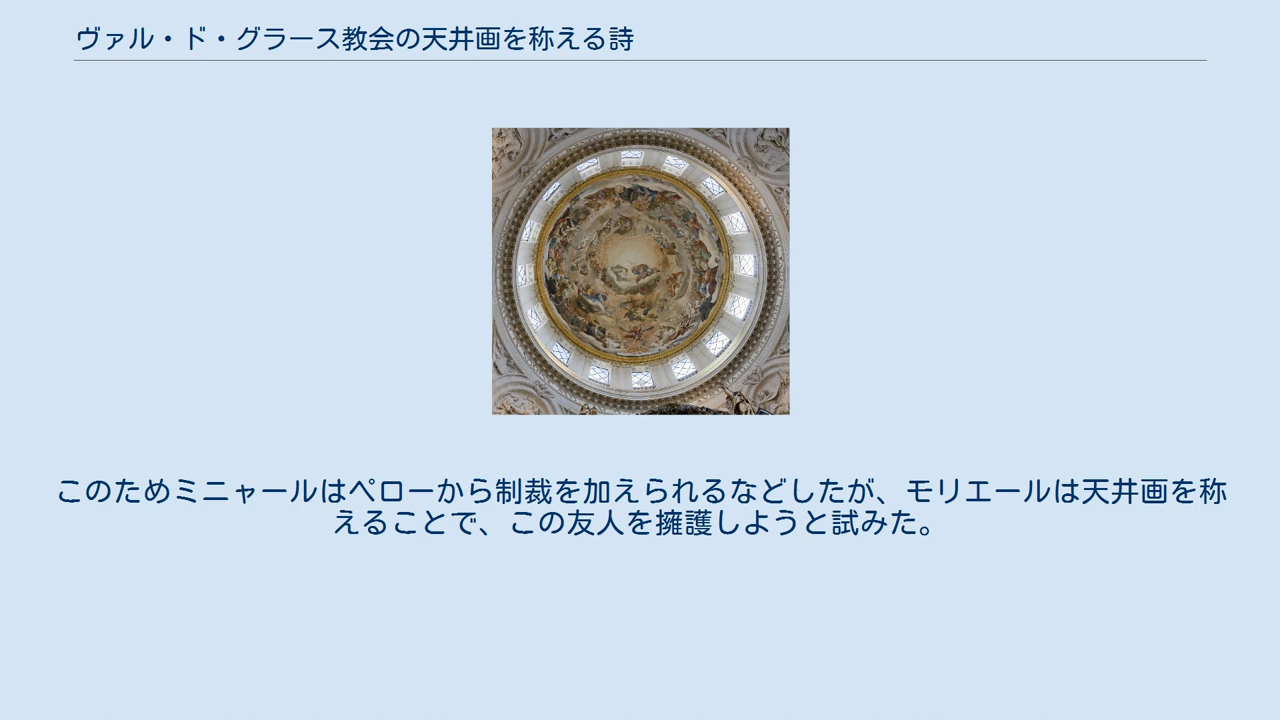 ヴァル・ド・グラース教会の天井画を称える詩
このためミニャールはペローから制裁を加えられるなどしたが、モリエールは天井画を称
えることで、この友人を擁護しようと試みた。